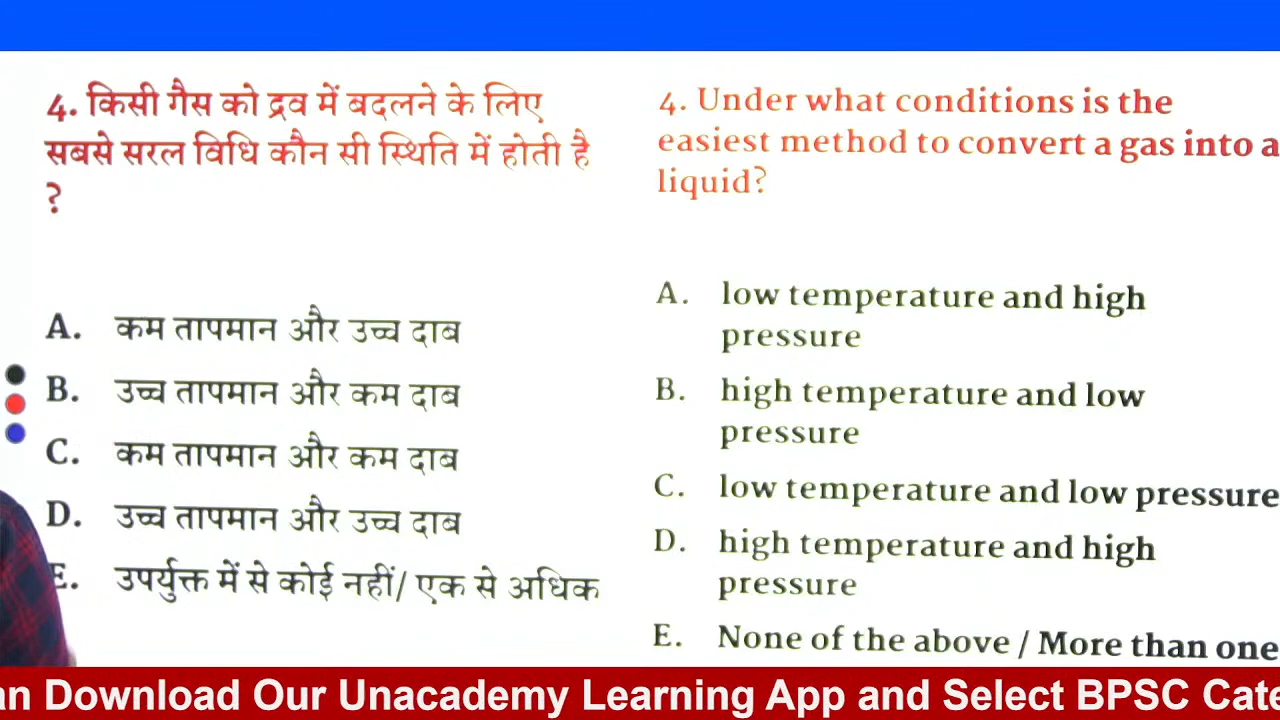 4. किसी गैस को द्रव में बदलने के लिए
सबसे सरल विधि कौन सी स्थिति में होती है
?
A. कम तापमान और उच्च दाब
B. उच्च तापमान और कम दाब
C. कम तापमान और कम दाब
D. उच्च तापमान और उच्च दाब
E. उपर्युक्त में से कोई नहीं/ एक से अधिक
4. Under what conditions is the
easiest method to convert a gas into a
liquid?
A. low temperature and high
pressure
B. high temperature and low
pressure
C. low temperature and low pressure
D. high temperature and high
pressure
E. None of the above / More than one
an Download Our Unacademy Learning App and Select BPSC Cate